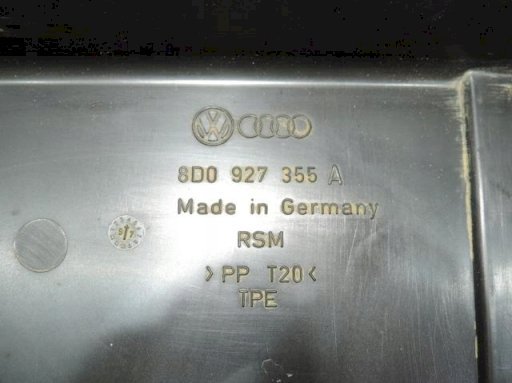 8D0 927 355 A
Made in Germany
RSM
>PP T20<
TPE